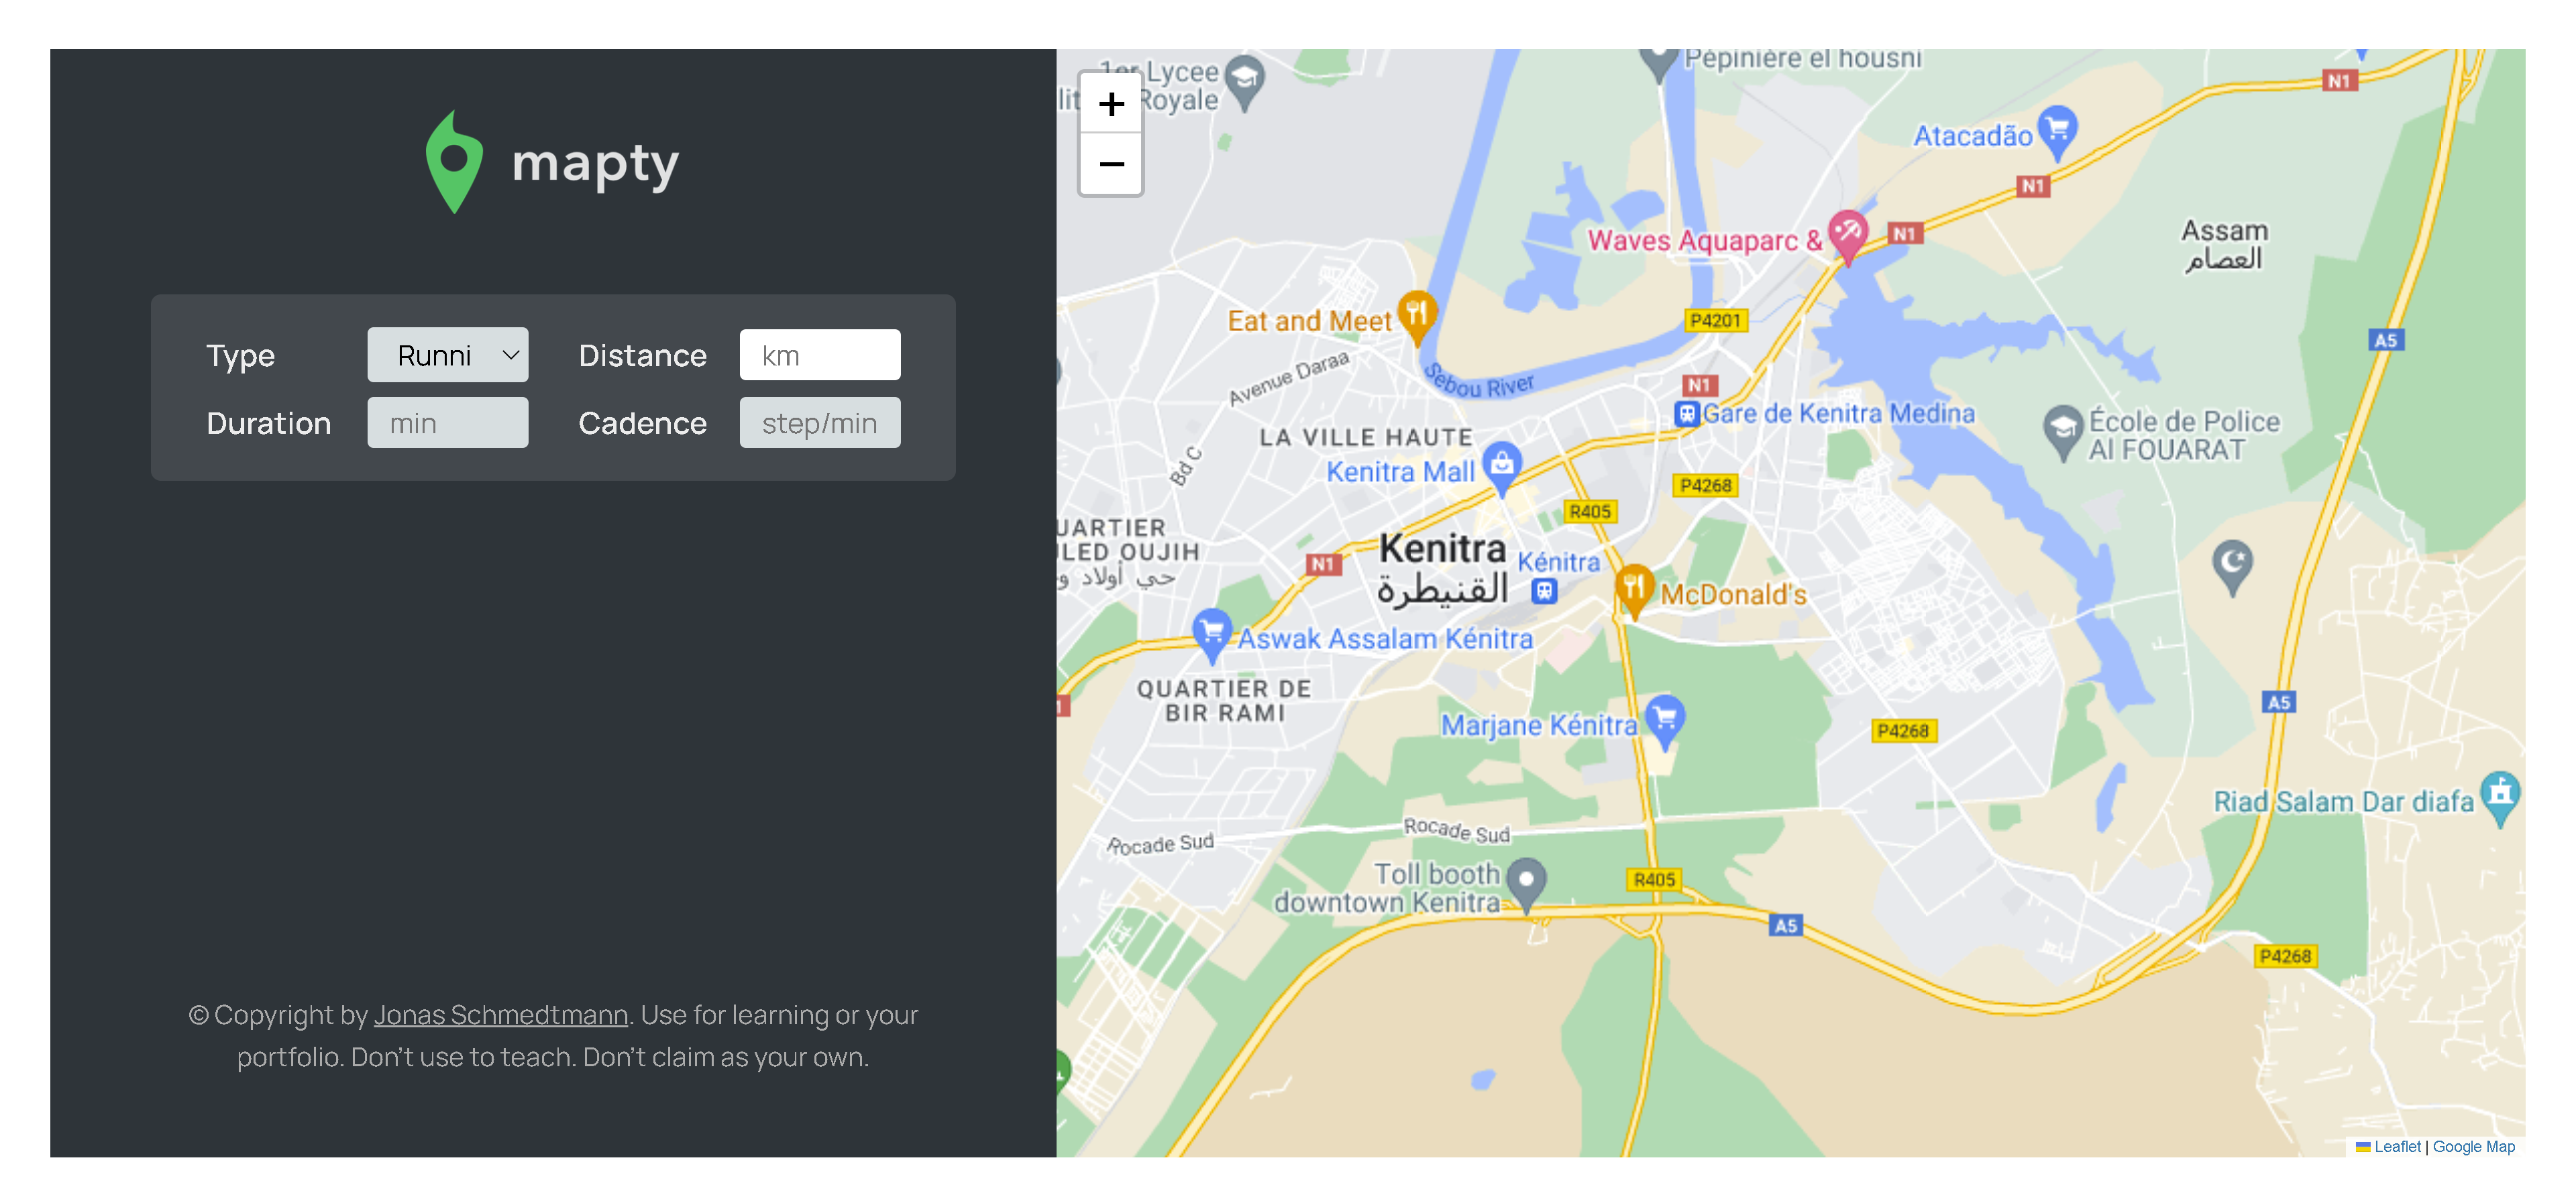 mapty
Type
Runni
Distance
km
Duration
min
Cadence
step/min
© Copyright by Jonas Schmedtmann. Use for learning or your
portfolio. Don't use to teach. Don't claim as your own.
+
−
1er Lycee
Royale
Pépinière el housni
N1
Atacadão
N1
Waves Aquaparc &
N1
Assam
العصام
Eat and Meet
P4201
A5
Avenue Daraa
Sebou River
N1
Gare de Kenitra Medina
École de Police
Al FOUARAT
LA VILLE HAUTE
Bd C
Kenitra Mall
P4268
R405
UARTIER
LED OUJIH
حي أولاد و
N1
Kenitra
القنيطرة
Kénitra
McDonald's
Aswak Assalam Kénitra
QUARTIER DE
BIR RAMI
A5
Marjane Kénitra
P4268
Riad Salam Dar diafa
Rocade Sud
Rocade Sud
Toll booth
downtown Kenitra
R405
A5
P4268
Leaflet | Google Map